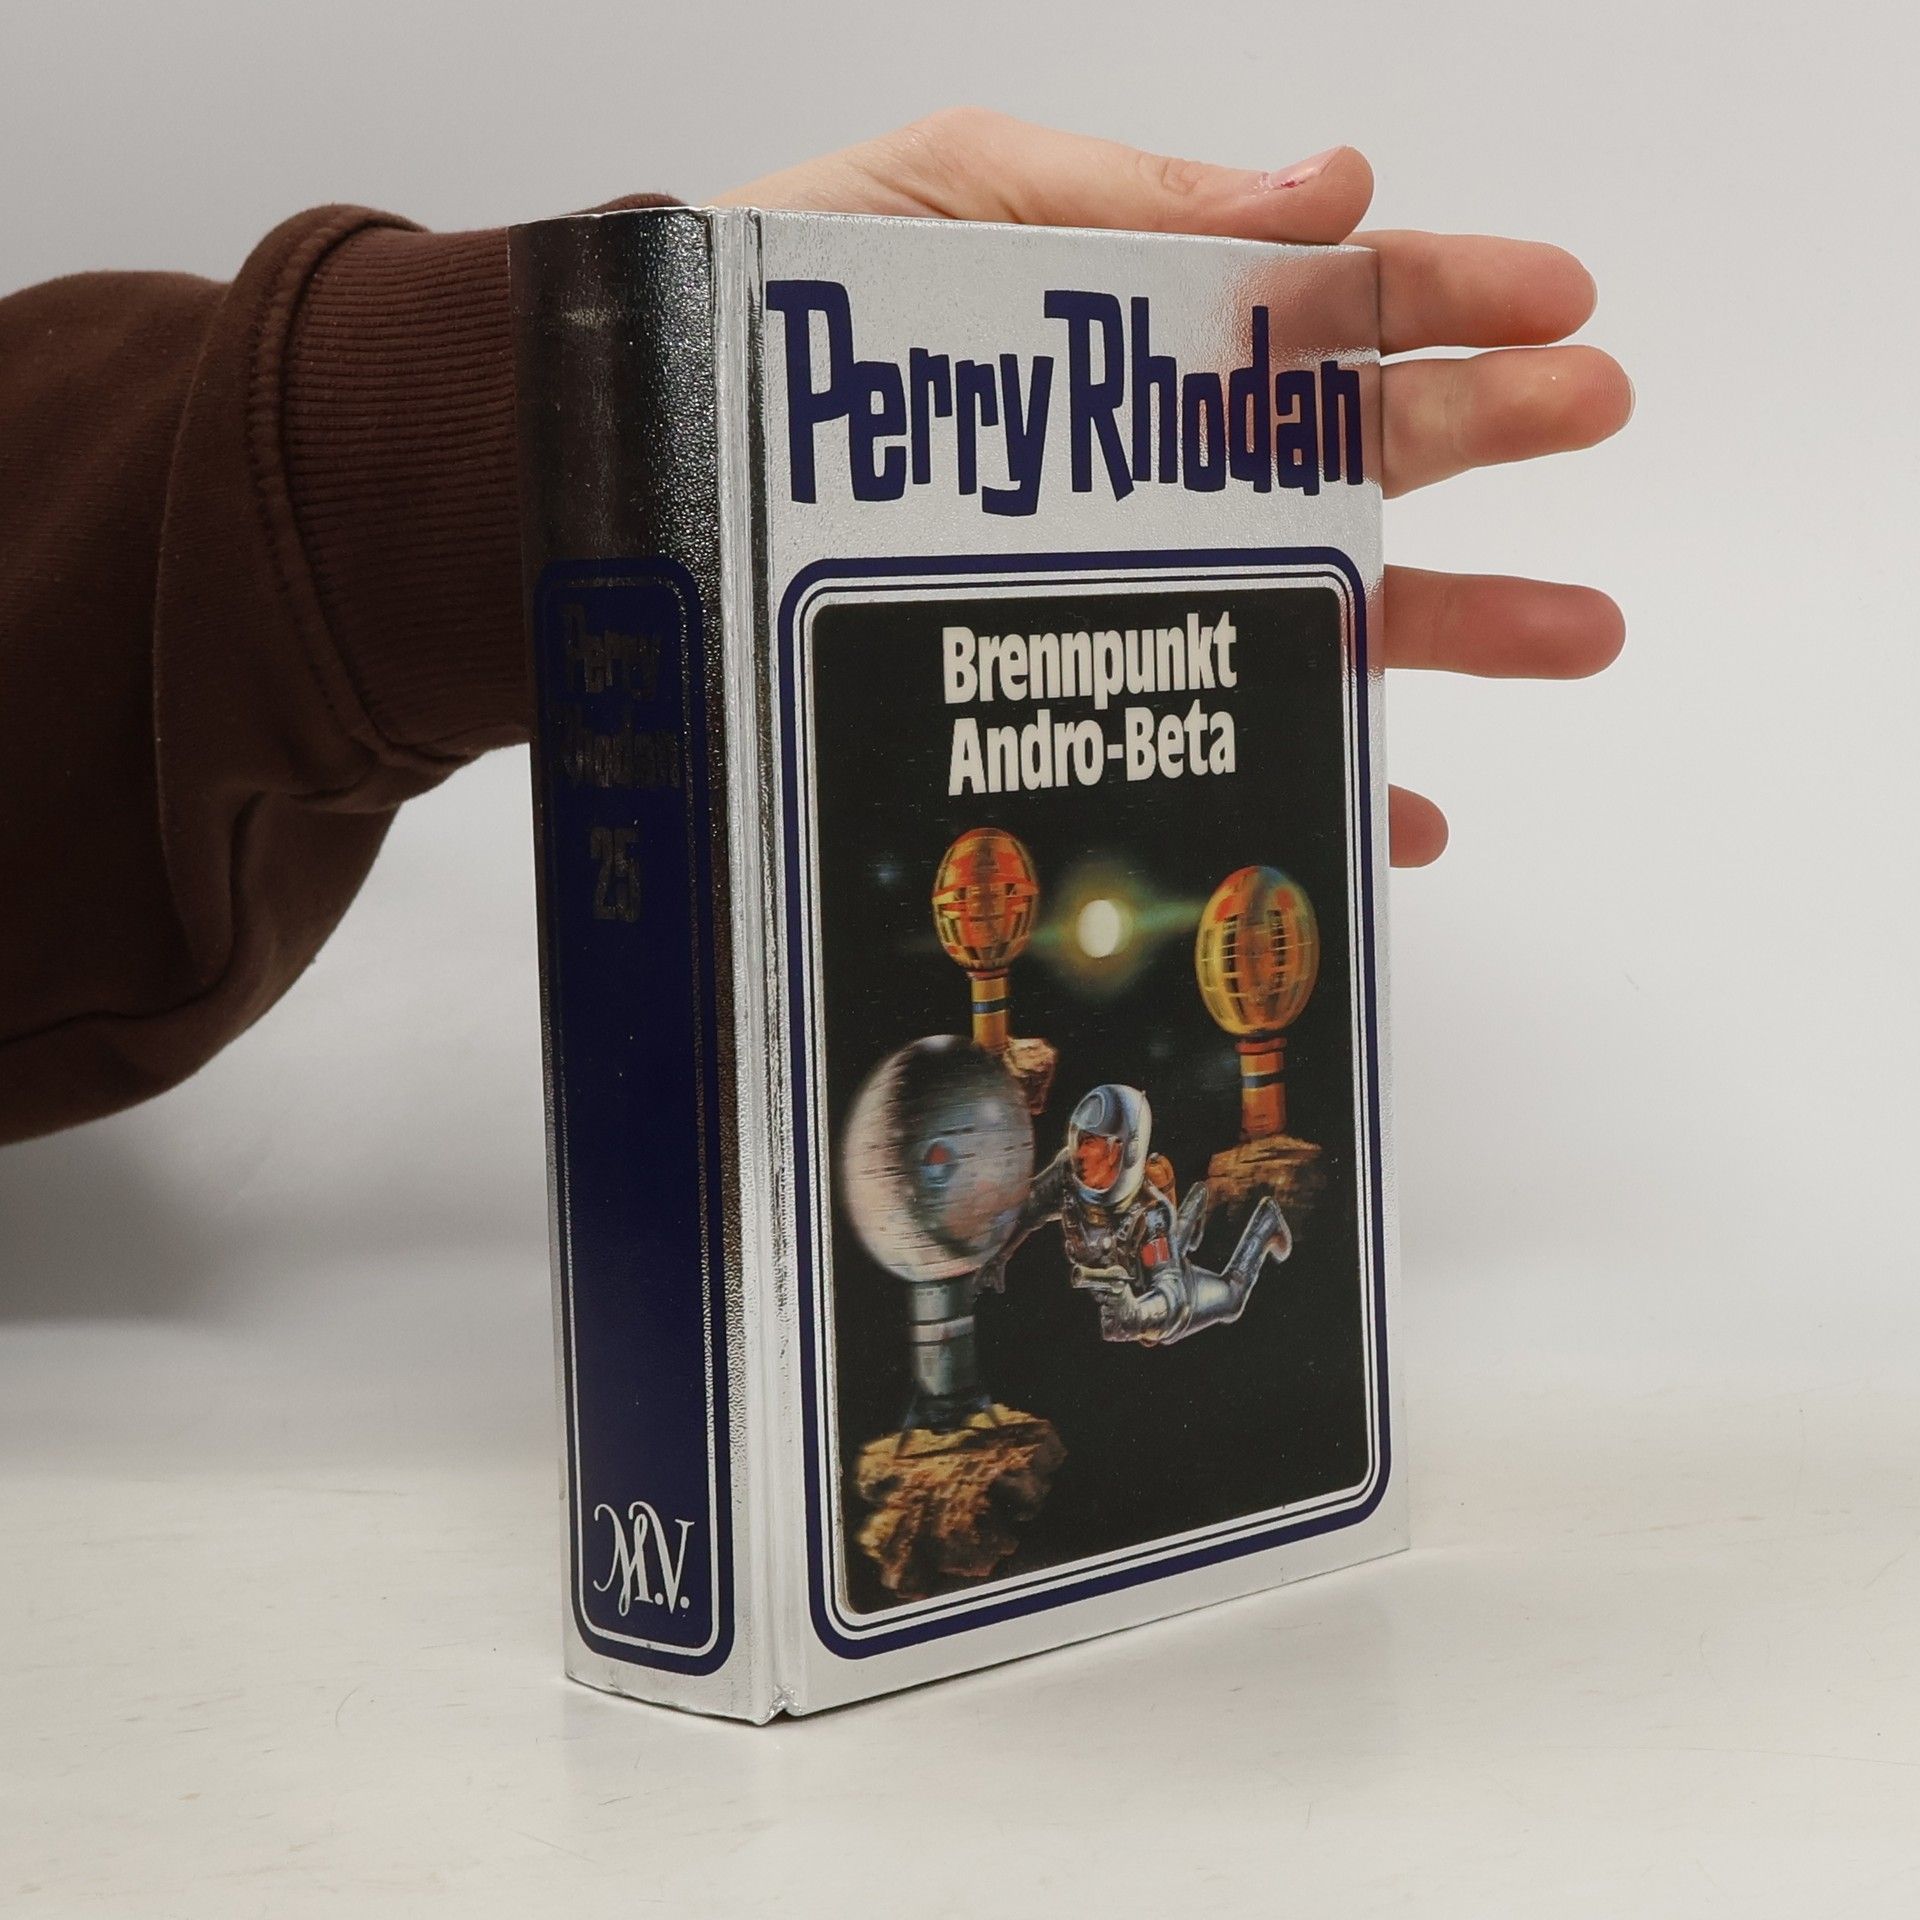 Perry Rhodan
Brennpunkt
Andro-Beta
Perry
Rhodan
25
M.V.